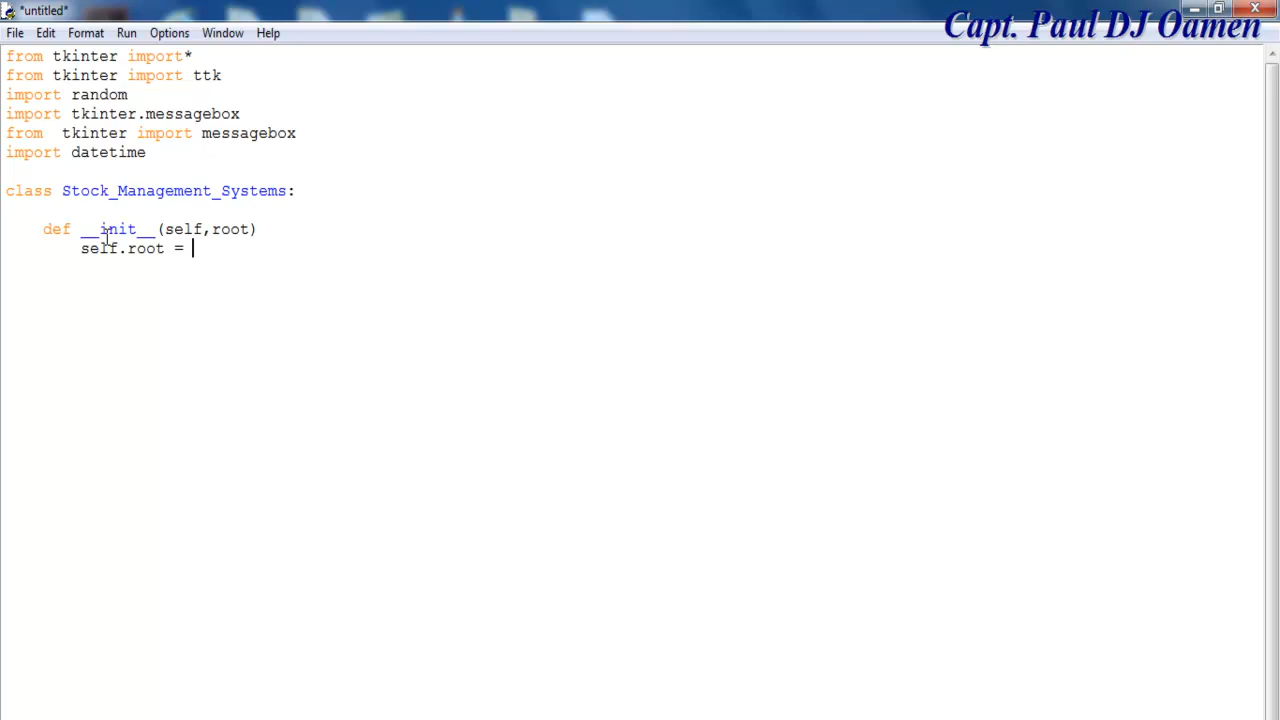 *untitled*
Capt. Paul DJ Oamen
File Edit Format Run Options Window Help
from tkinter import*
from tkinter import ttk
import random
import tkinter.messagebox
from  tkinter import messagebox
import datetime
class Stock_Management_Systems:
def __init__(self,root)
self.root =